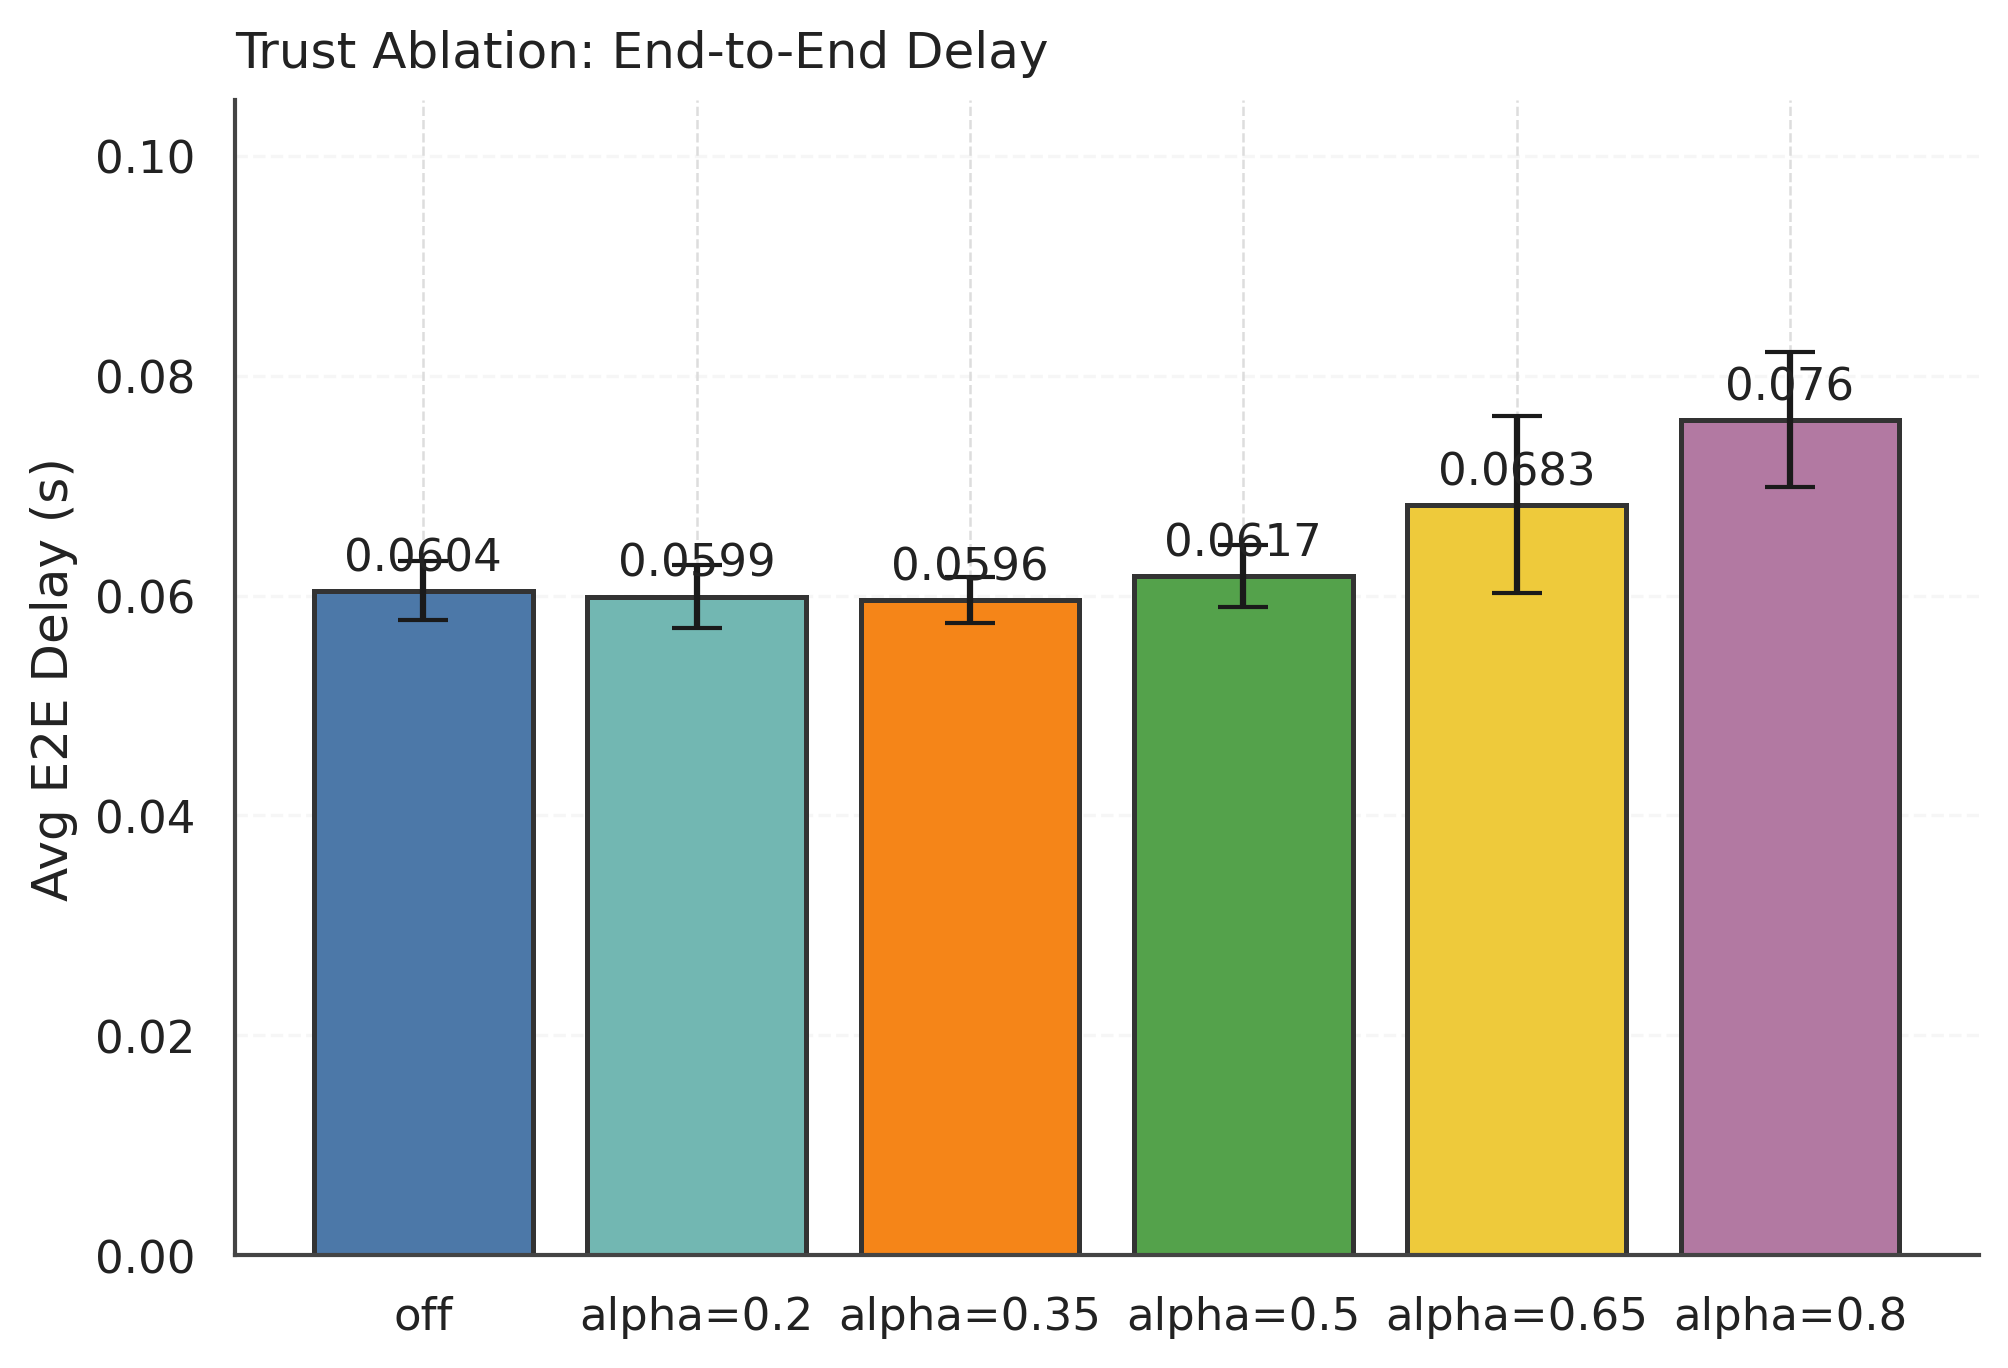 Trust Ablation: End-to-End Delay
Avg E2E Delay (s)
0.10
0.08
0.06
0.04
0.02
0.00
0.0604
0.0599
0.0596
0.0617
0.0683
0.076
off
alpha=0.2
alpha=0.35
alpha=0.5
alpha=0.65
alpha=0.8